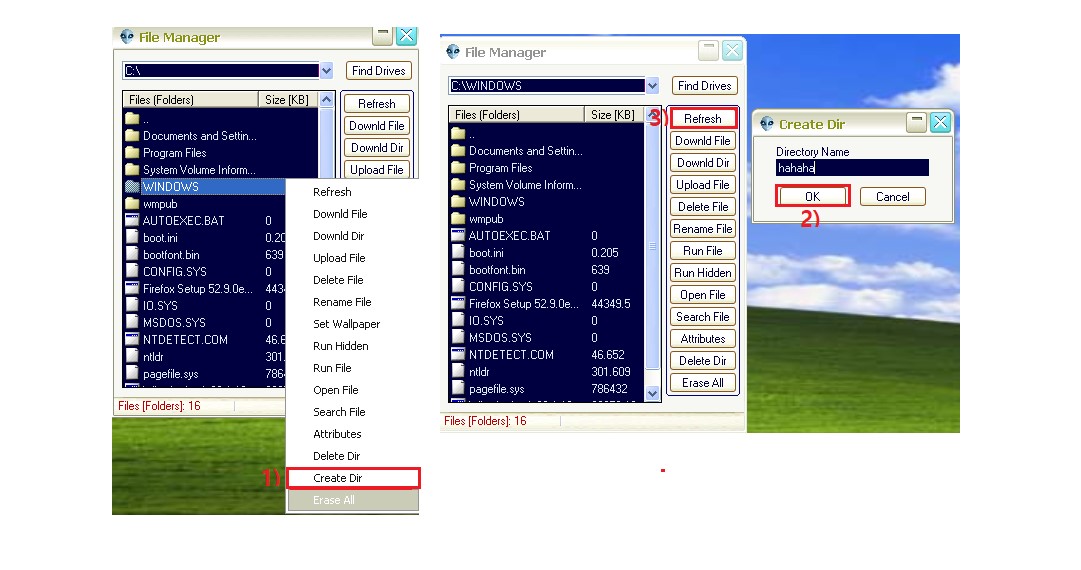 File Manager
C:\
Find Drives
Files (Folders)
Size [KB]
..
Documents and Settin...
Program Files
System Volume Inform...
WINDOWS
wmpub
AUTOEXEC.BAT 0
boot.ini 0.20
bootfont.bin 639
CONFIG.SYS 0
Firefox Setup 52.9.0e... 4434
IO.SYS 0
MSDOS.SYS 0
NTDETECT.COM 46.6
ntldr 301.
pagefile.sys 786
Files [Folders]: 16
Refresh
Downld File
Downld Dir
Upload File
Refresh
Downld File
Downld Dir
Upload File
Delete File
Rename File
Set Wallpaper
Run Hidden
Run File
Open File
Search File
Attributes
Delete Dir
1) Create Dir
Erase All
File Manager
C:\WINDOWS
Find Drives
Files (Folders)
Size [KB]
..
Documents and Settin...
Program Files
System Volume Inform...
WINDOWS
wmpub
AUTOEXEC.BAT 0
boot.ini 0.205
bootfont.bin 639
CONFIG.SYS 0
Firefox Setup 52.9.0e... 44349.5
IO.SYS 0
MSDOS.SYS 0
NTDETECT.COM 46.652
ntldr 301.609
pagefile.sys 786432
Files [Folders]: 16
3) Refresh
Downld File
Downld Dir
Upload File
Delete File
Rename File
Run File
Run Hidden
Open File
Search File
Attributes
Delete Dir
Erase All
Create Dir
Directory Name
hahaha
OK
Cancel
2)